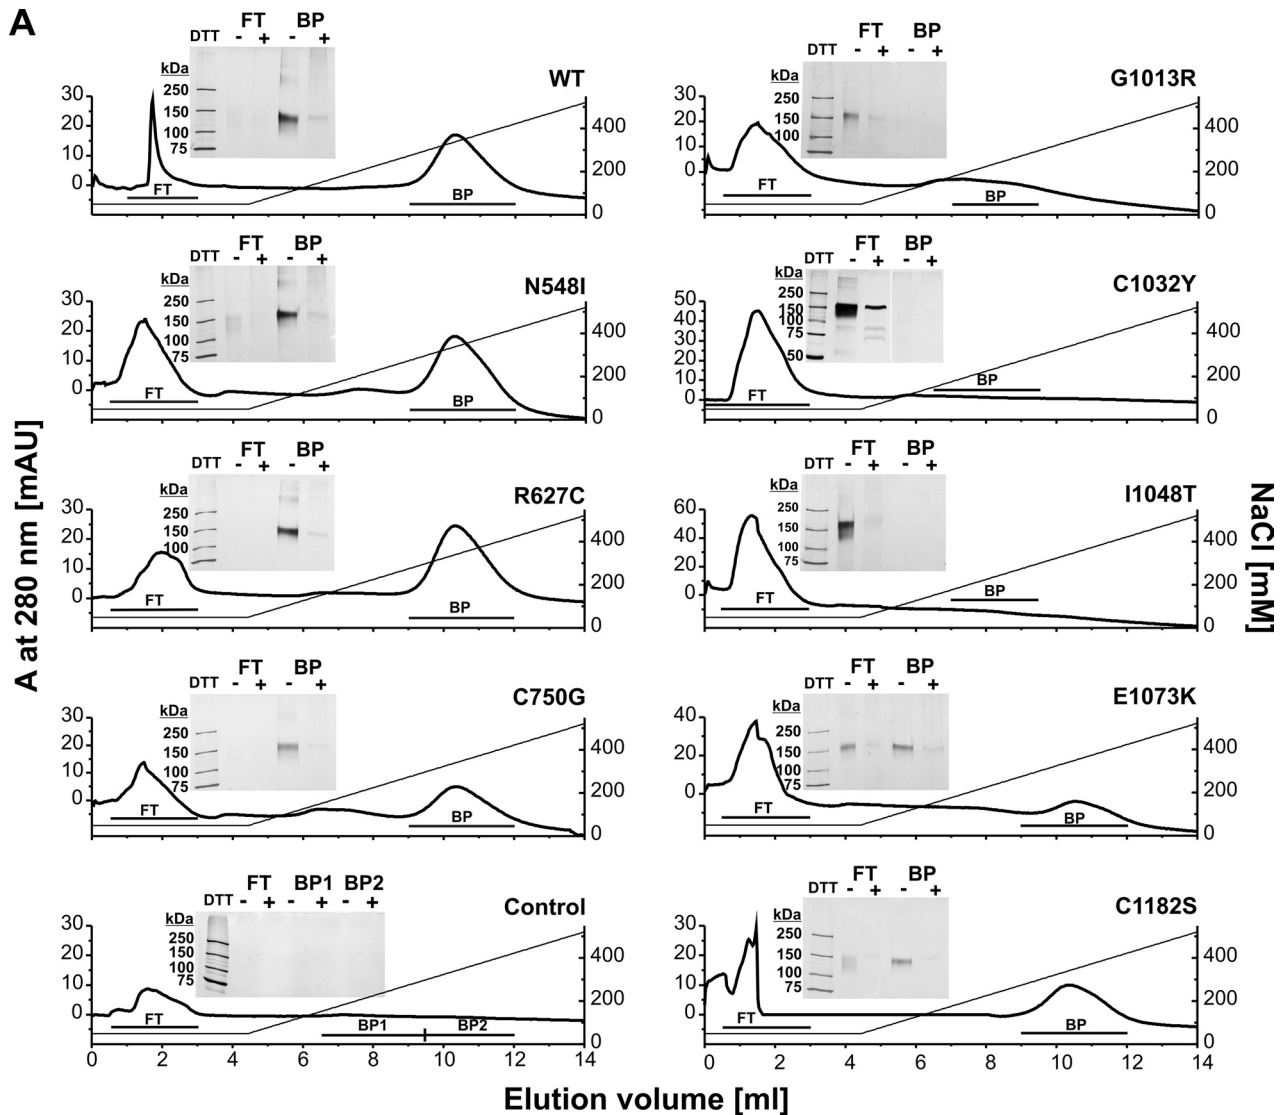 A
FT BP
DTT - + - +
kDa
250
150
100
75
WT
30
20
10
0
400
200
0
FT
BP
FT BP
DTT - + - +
kDa
250
150
100
75
G1013R
30
20
10
0
400
200
0
FT
BP
FT BP
DTT - + - +
kDa
250
150
100
75
N548I
30
20
10
0
400
200
0
FT
BP
FT BP
DTT - + - +
kDa
250
150
100
75
50
C1032Y
50
40
30
20
10
0
400
200
0
FT
BP
FT BP
DTT - + - +
kDa
250
150
100
R627C
30
20
10
0
400
200
0
FT
BP
FT BP
DTT - + - +
kDa
250
150
100
75
I1048T
60
40
20
0
400
200
0
FT
BP
FT BP
DTT - + - +
kDa
250
150
100
75
C750G
30
20
10
0
400
200
0
FT
BP
FT BP
DTT - + - +
kDa
250
150
100
75
E1073K
40
20
0
400
200
0
FT
BP
FT BP1 BP2
DTT - + - + - +
kDa
250
150
100
75
Control
30
20
10
0
400
200
0
FT
BP1 BP2
0 2 4 6 8 10 12 14
FT BP
DTT - + - +
kDa
250
150
100
75
C1182S
30
20
10
0
400
200
0
FT
BP
0 2 4 6 8 10 12 14
A at 280 nm [mAU]
NaCl [mM]
Elution volume [ml]